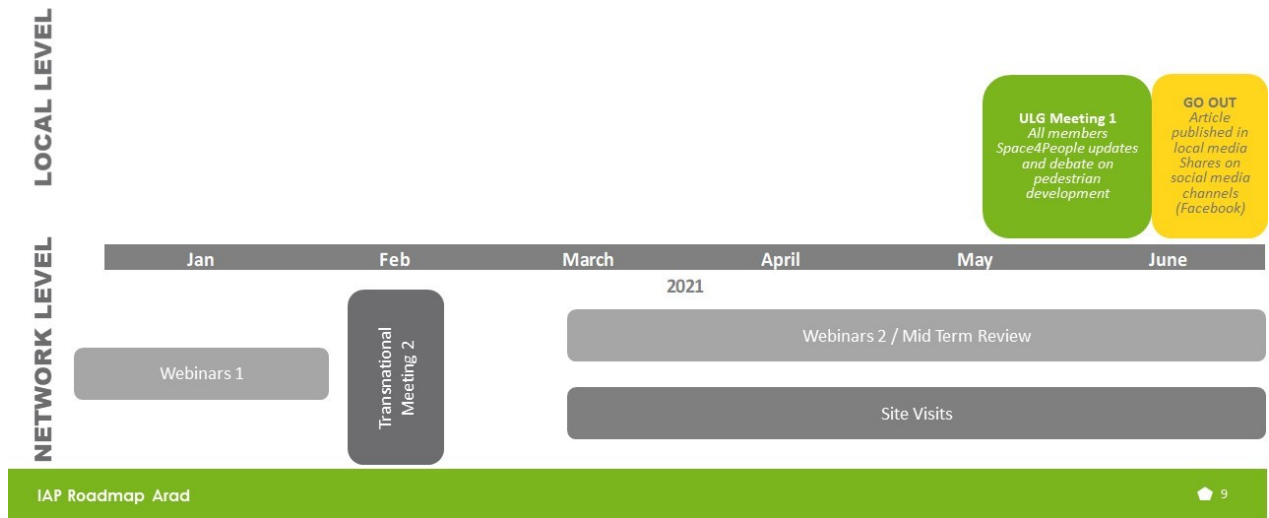 LOCAL LEVEL
ULG Meeting 1
All members
Space4People updates
and debate on
pedestrian
development
GO OUT
Article
published in
local media
Shares on
social media
channels
(Facebook)
Jan Feb March April May June
2021
NETWORK LEVEL
Webinars 1
Transnational
Meeting 2
Webinars 2 / Mid Term Review
Site Visits
IAP Roadmap Arad
9